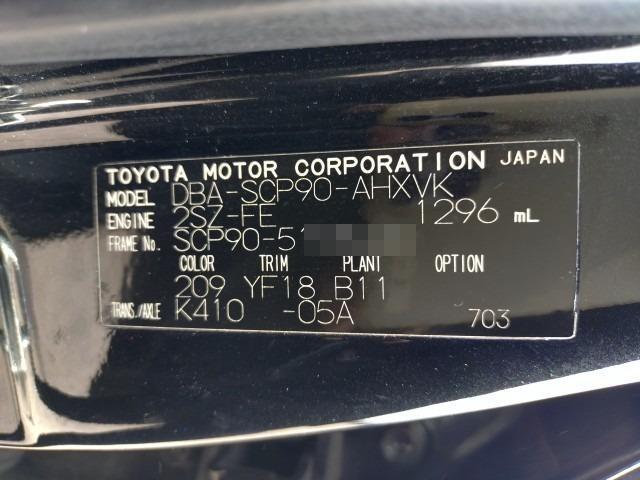 TOYOTA MOTOR CORPORATION JAPAN
MODEL DBA-SCP90-AHXVK
ENGINE 2SZ-FE 1296 mL
FRAME No. SCP90-51
COLOR TRIM PLANT OPTION
209 YF18 B11
TRANS./AXLE K410 -05A 703